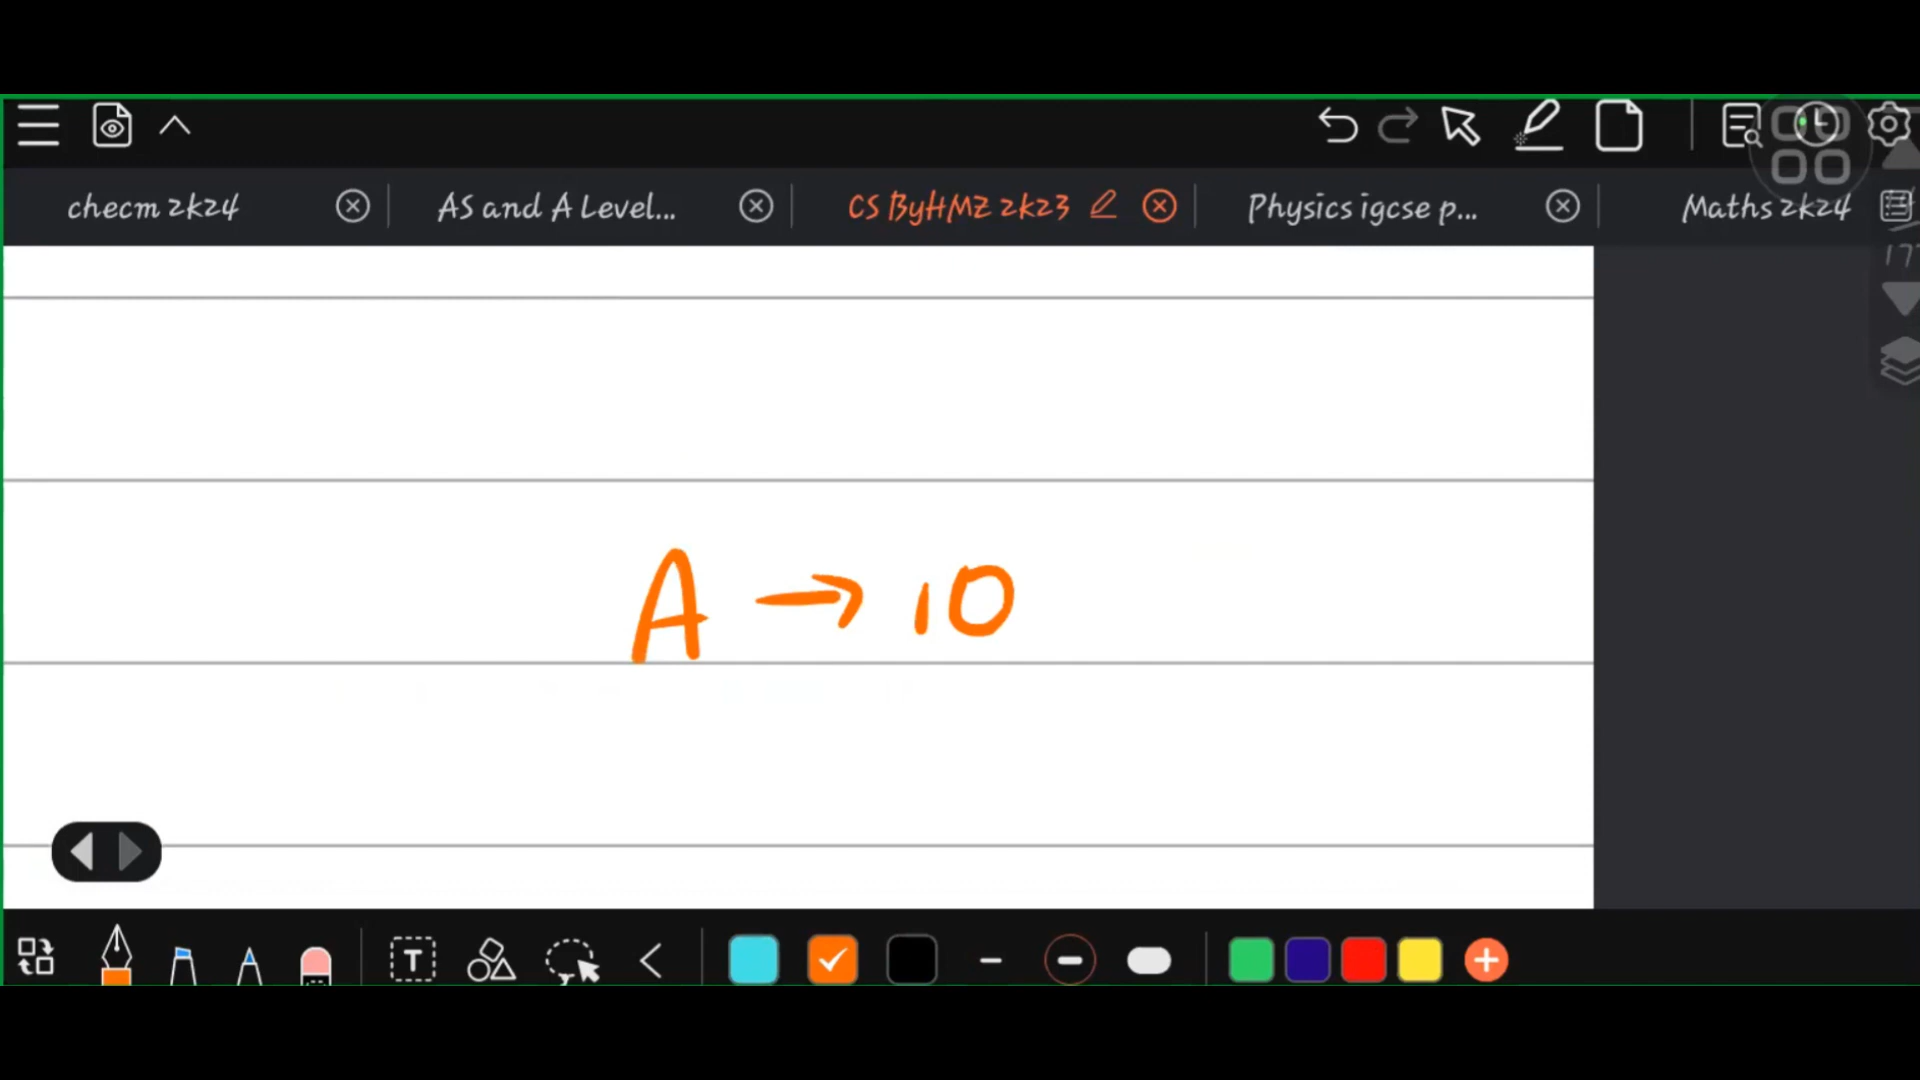 checm 2k24 AS and A Level... CS ByHMZ 2k23 Physics igcse p... Maths 2k24
A → 10
T